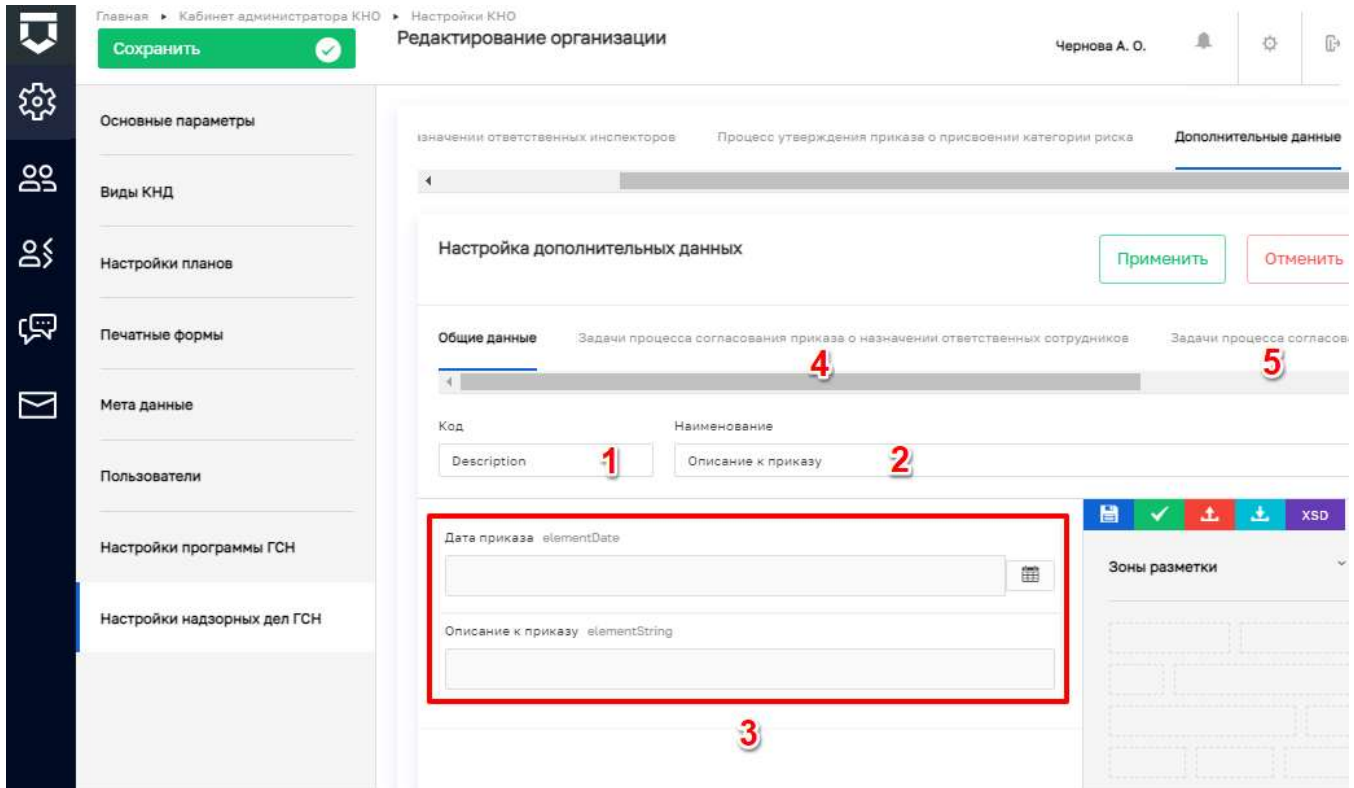 Главная ▸ Кабинет администратора КНО ▸ Настройки КНО
Сохранить
Редактирование организации
Чернова А. О.
Основные параметры
Виды КНД
Настройки планов
Печатные формы
Мета данные
Пользователи
Настройки программы ГСН
Настройки надзорных дел ГСН
ответственных инспекторов Процесс утверждения приказа о присвоении категории риска Дополнительные данные
Настройка дополнительных данных
Применить Отменить
Общие данные Задачи процесса согласования приказа о назначении ответственных сотрудников Задачи процесса согласов
4 5
Код Наименование
Description 1 Описание к приказу 2
XSD
Дата приказа elementDate
Зоны разметки
Описание к приказу elementString
3